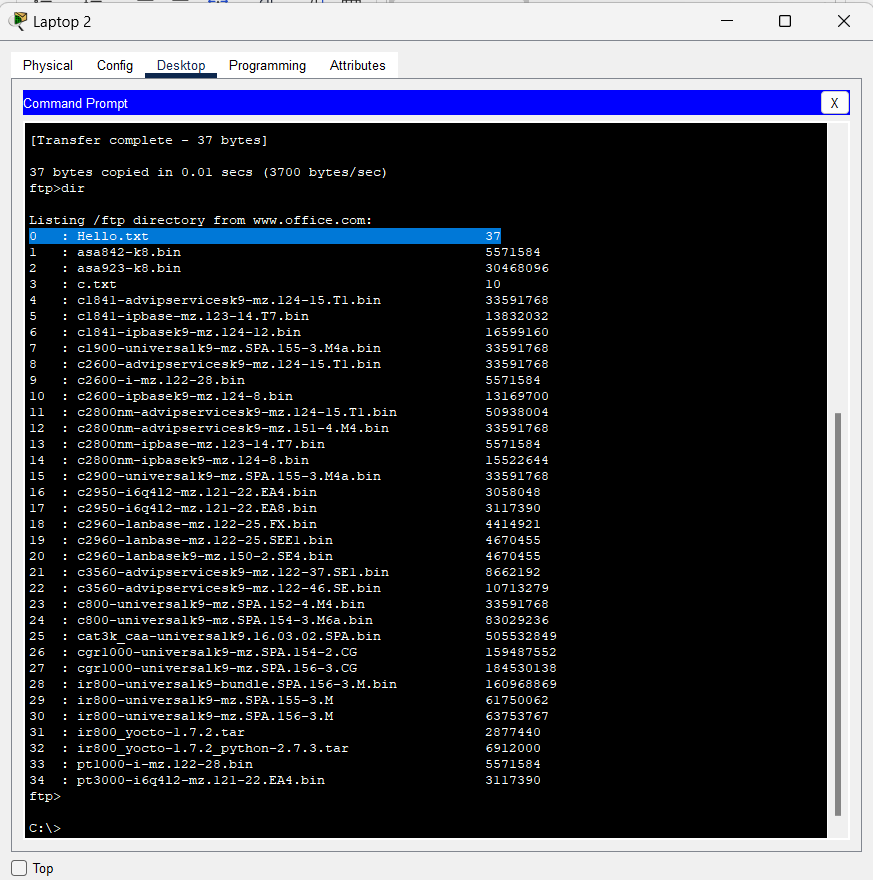 Laptop 2
Physical Config Desktop Programming Attributes
Command Prompt X
[Transfer complete - 37 bytes]
37 bytes copied in 0.01 secs (3700 bytes/sec)
ftp>dir
Listing /ftp directory from www.office.com:
0 : Hello.txt 37
1 : asa842-k8.bin 5571584
2 : asa923-k8.bin 30468096
3 : c.txt 10
4 : c1841-advipservicesk9-mz.124-15.T1.bin 33591768
5 : c1841-ipbase-mz.123-14.T7.bin 13832032
6 : c1841-ipbasek9-mz.124-12.bin 16599160
7 : c1900-universalk9-mz.SPA.155-3.M4a.bin 33591768
8 : c2600-advipservicesk9-mz.124-15.T1.bin 33591768
9 : c2600-i-mz.122-28.bin 5571584
10 : c2600-ipbasek9-mz.124-8.bin 13169700
11 : c2800nm-advipservicesk9-mz.124-15.T1.bin 50938004
12 : c2800nm-advipservicesk9-mz.151-4.M4.bin 33591768
13 : c2800nm-ipbase-mz.123-14.T7.bin 5571584
14 : c2800nm-ipbasek9-mz.124-8.bin 15522644
15 : c2900-universalk9-mz.SPA.155-3.M4a.bin 33591768
16 : c2950-i6q4l2-mz.121-22.EA4.bin 3058048
17 : c2950-i6q4l2-mz.121-22.EA8.bin 3117390
18 : c2960-lanbase-mz.122-25.FX.bin 4414921
19 : c2960-lanbase-mz.122-25.SEE1.bin 4670455
20 : c2960-lanbasek9-mz.150-2.SE4.bin 4670455
21 : c3560-advipservicesk9-mz.122-37.SE1.bin 8662192
22 : c3560-advipservicesk9-mz.122-46.SE.bin 10713279
23 : c800-universalk9-mz.SPA.152-4.M4.bin 33591768
24 : c800-universalk9-mz.SPA.154-3.M6a.bin 83029236
25 : cat3k_caa-universalk9.16.03.02.SPA.bin 505532849
26 : cgr1000-universalk9-mz.SPA.154-2.CG 159487552
27 : cgr1000-universalk9-mz.SPA.156-3.CG 184530138
28 : ir800-universalk9-bundle.SPA.156-3.M.bin 160968869
29 : ir800-universalk9-mz.SPA.155-3.M 61750062
30 : ir800-universalk9-mz.SPA.156-3.M 63753767
31 : ir800_yocto-1.7.2.tar 2877440
32 : ir800_yocto-1.7.2_python-2.7.3.tar 6912000
33 : pt1000-i-mz.122-28.bin 5571584
34 : pt3000-i6q4l2-mz.121-22.EA4.bin 3117390
ftp>
C:\>
Top